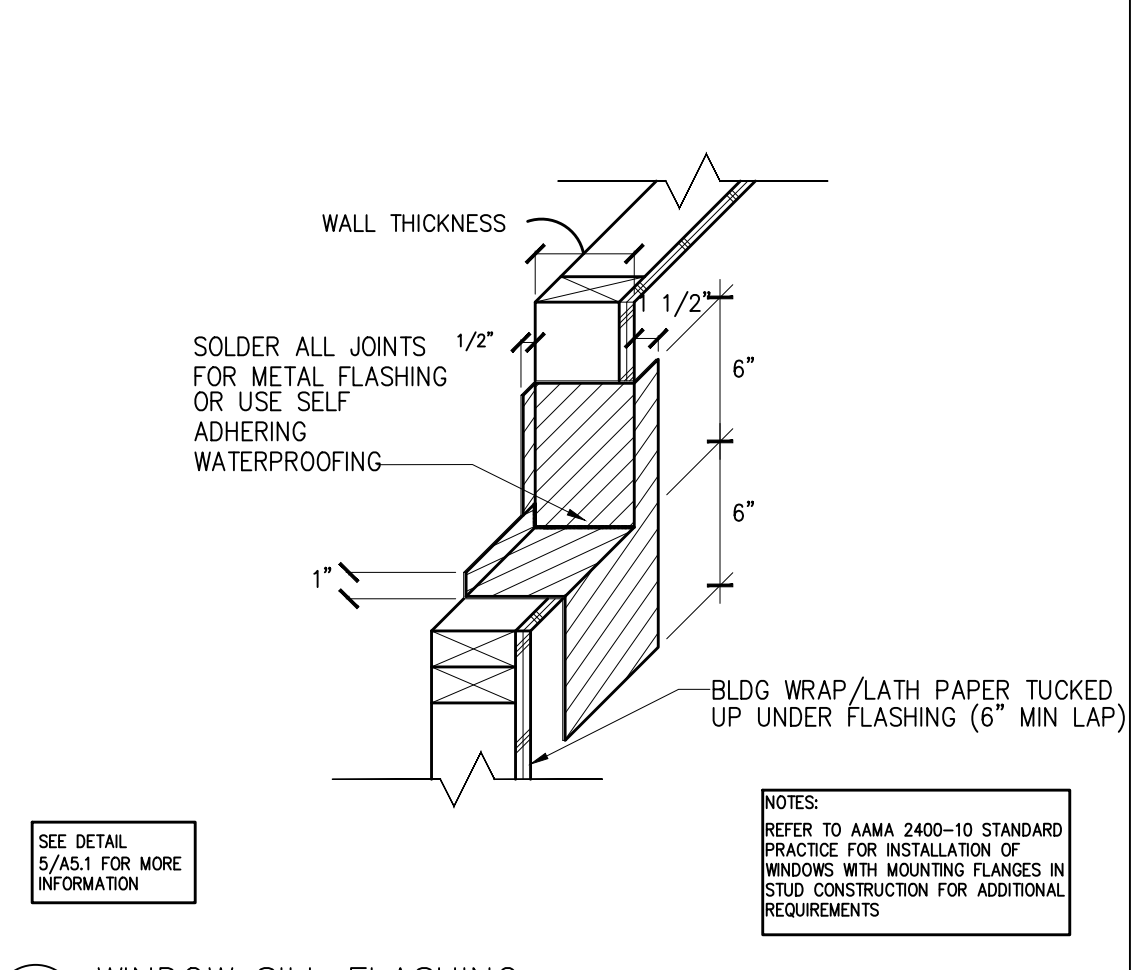 WALL THICKNESS
1/2"
1/2"
SOLDER ALL JOINTS
FOR METAL FLASHING
OR USE SELF
ADHERING
WATERPROOFING
6"
6"
1"
BLDG WRAP/LATH PAPER TUCKED
UP UNDER FLASHING (6" MIN LAP)
SEE DETAIL
5/A5.1 FOR MORE
INFORMATION
NOTES:
REFER TO AAMA 2400-10 STANDARD
PRACTICE FOR INSTALLATION OF
WINDOWS WITH MOUNTING FLANGES IN
STUD CONSTRUCTION FOR ADDITIONAL
REQUIREMENTS
WINDOW SILL FLASHING